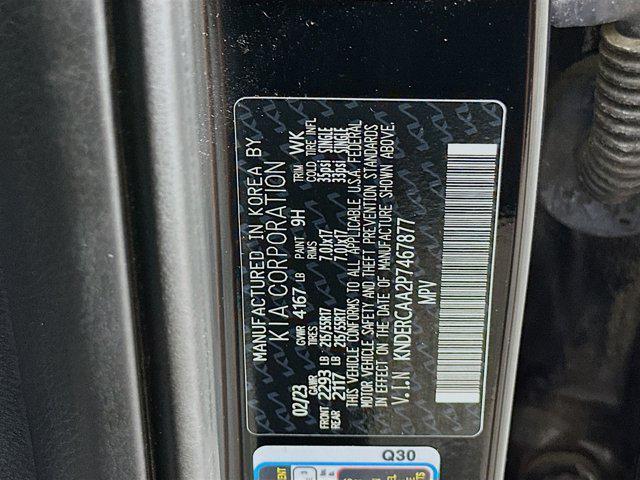 MANUFACTURED IN KOREA BY
KIA CORPORATION
02/23 GVWR 4167 LB PAINT 9H TRIM WK
GAWR TIRES RIMS COLD TIRE INFL
FRONT 2293 LB 215/55R17 7.0Jx17 35psi SINGLE
REAR 2117 LB 215/55R17 7.0Jx17 35psi SINGLE
THIS VEHICLE CONFORMS TO ALL APPLICABLE U.S.A FEDERAL
MOTOR VEHICLE SAFETY AND THEFT PREVENTION STANDARDS
IN EFFECT ON THE DATE OF MANUFACTURE SHOWN ABOVE.
V.I.N KNDERCAA2P7467877
MPV
Q30